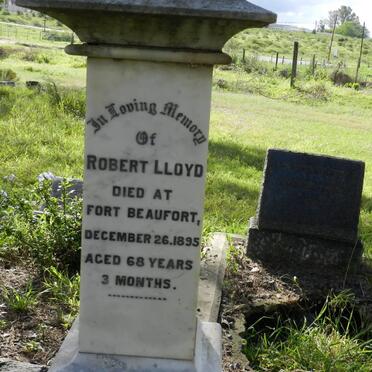 In Loving Memory
Of
ROBERT LLOYD
DIED AT
FORT BEAUFORT,
DECEMBER 26.1895
AGED 68 YEARS
3 MONTHS.